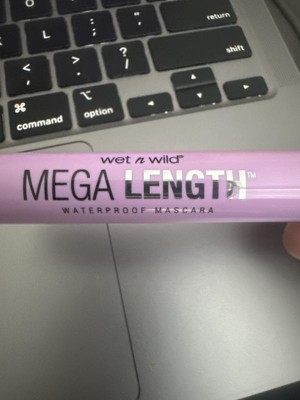 return
L
:
;
"
'
shift
<
,
>
.
?
/
⌘
command
⌥
option
wet n wild®
MEGA LENGTH™
WATERPROOF MASCARA